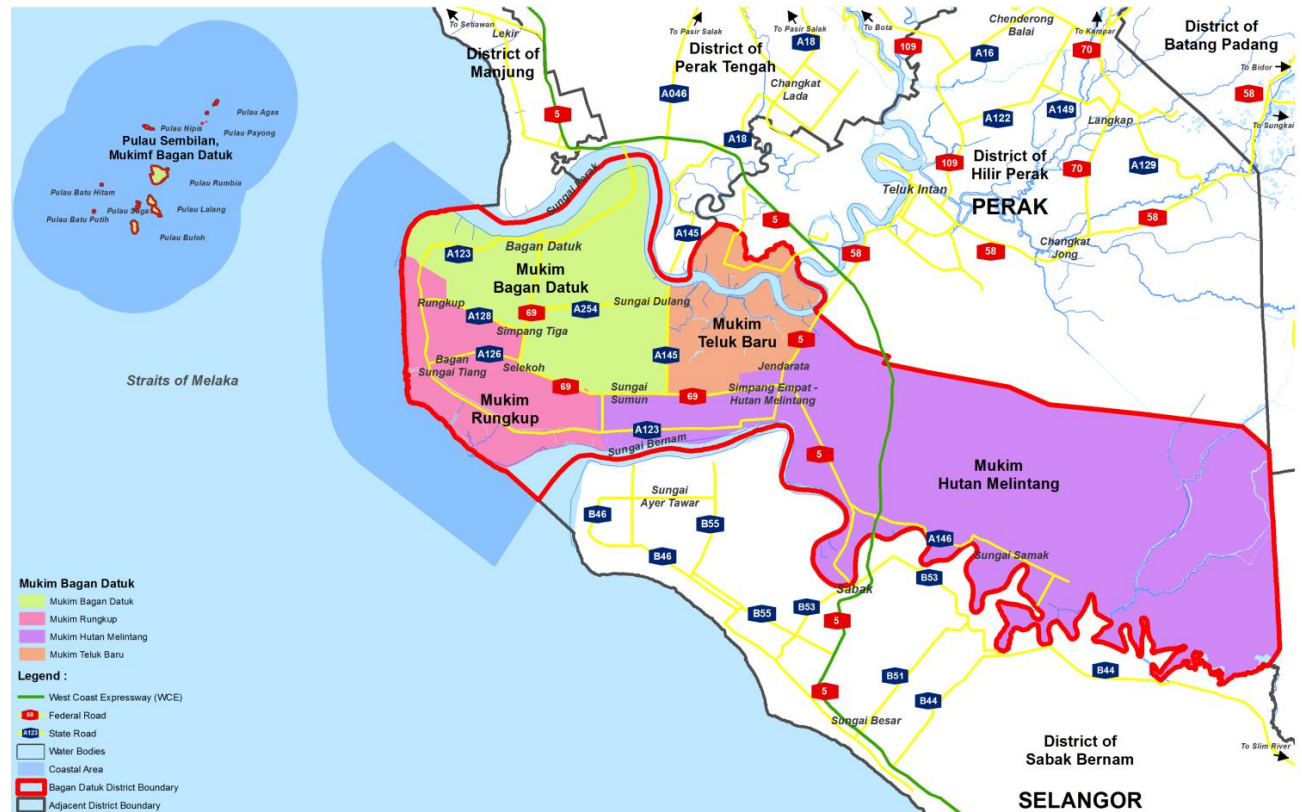 To Setiawan
Lekir
District of
Manjung
5
To Pasir Salak
District of
Perak Tengah
A046
To Pasir Salak
A18
Changkat
Lada
A18
To Bota
109
A16
Chenderong
Balai
To Kampar
70
A149
A122
Langkap
109
District of
Hilir Perak
70
A129
PERAK
District of
Batang Padang
To Bidor
58
To Sungkai
Pulau Agas
Pulau Nipis
Pulau Payong
Pulau Sembilan,
Mukimf Bagan Datuk
Pulau Rumbia
Pulau Batu Hitam
Pulau Saga
Pulau Lalang
Pulau Batu Putih
Pulau Buloh
Sungai Perak
Teluk Intan
5
A145
58
58
58
Changkat
Jong
A123
Bagan Datuk
Mukim
Bagan Datuk
Rungkup
A128
69
A254
Sungai Dulang
Simpang Tiga
Mukim
Teluk Baru
5
A126
A145
Bagan
Sungai Tiang
Selekoh
Jendarata
Straits of Melaka
69
Sungai
Sumun
69
Simpang Empat -
Hutan Melintang
Mukim
Rungkup
A123
Sungai Bernam
5
Mukim
Hutan Melintang
Sungai
Ayer Tawar
B46
B55
B46
A146
Sungai Samak
B53
Sabak
B55
B53
5
B51
B44
B44
5
Sungai Besar
District of
Sabak Bernam
To Slim River
SELANGOR
Mukim Bagan Datuk
Mukim Bagan Datuk
Mukim Rungkup
Mukim Hutan Melintang
Mukim Teluk Baru
Legend :
West Coast Expressway (WCE)
69 Federal Road
A123 State Road
Water Bodies
Coastal Area
Bagan Datuk District Boundary
Adjacent District Boundary